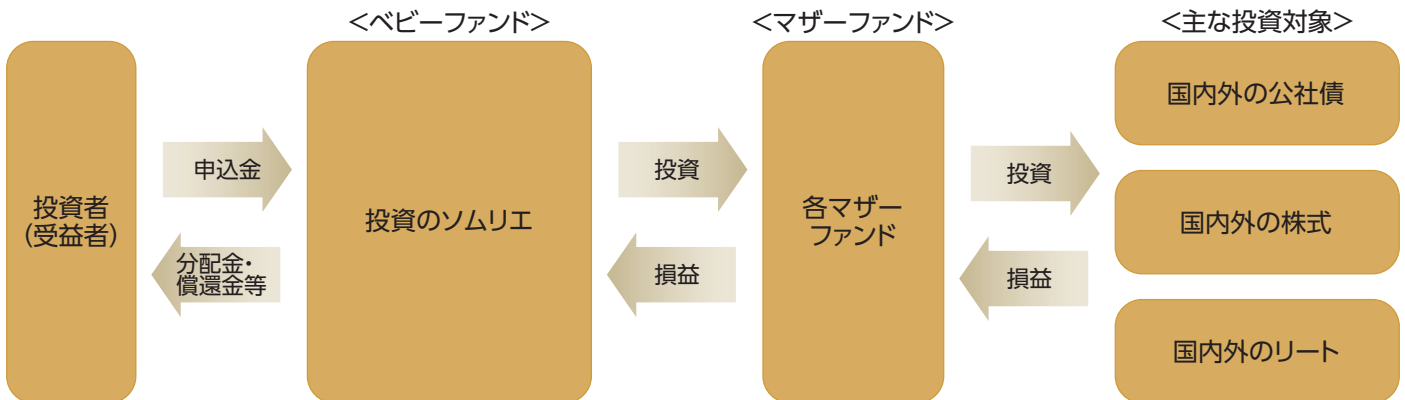 <ベビーファンド>
<マザーファンド>
<主な投資対象>
投資者
(受益者)
申込金
分配金・
償還金等
投資のソムリエ
投資
損益
各マザー
ファンド
投資
損益
国内外の公社債
国内外の株式
国内外のリート